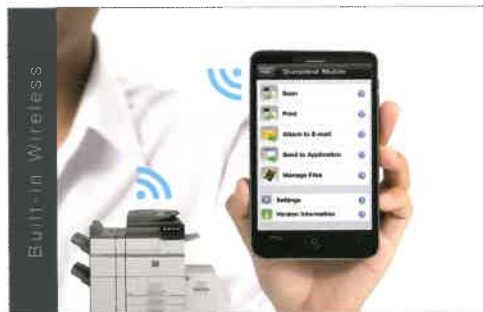 Built-in Wireless
Sharpdesk Mobile
Scan
Print
Attach to E-mail
Send to Application
Manage Files
Settings
Version Information